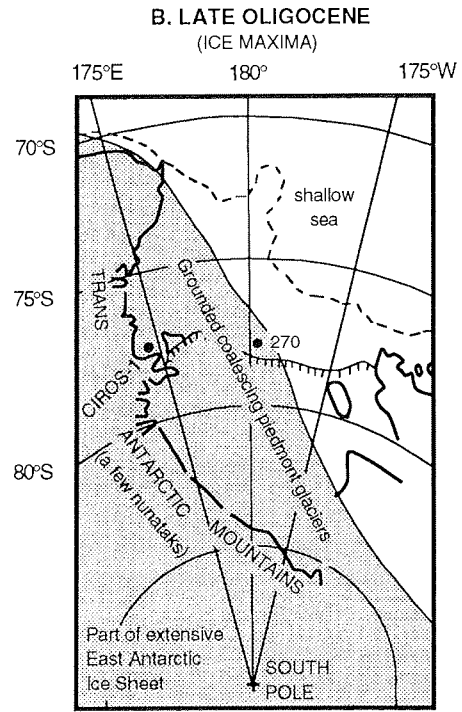 B. LATE OLIGOCENE
(ICE MAXIMA)
175°E
180°
175°W
70°S
shallow
sea
75°S
TRANS
Grounded coalescing piedmont glaciers
270
CIROS-1
80°S
ANTARCTIC
(a few nunataks)
MOUNTAINS
Part of extensive
East Antarctic
Ice Sheet
SOUTH
POLE